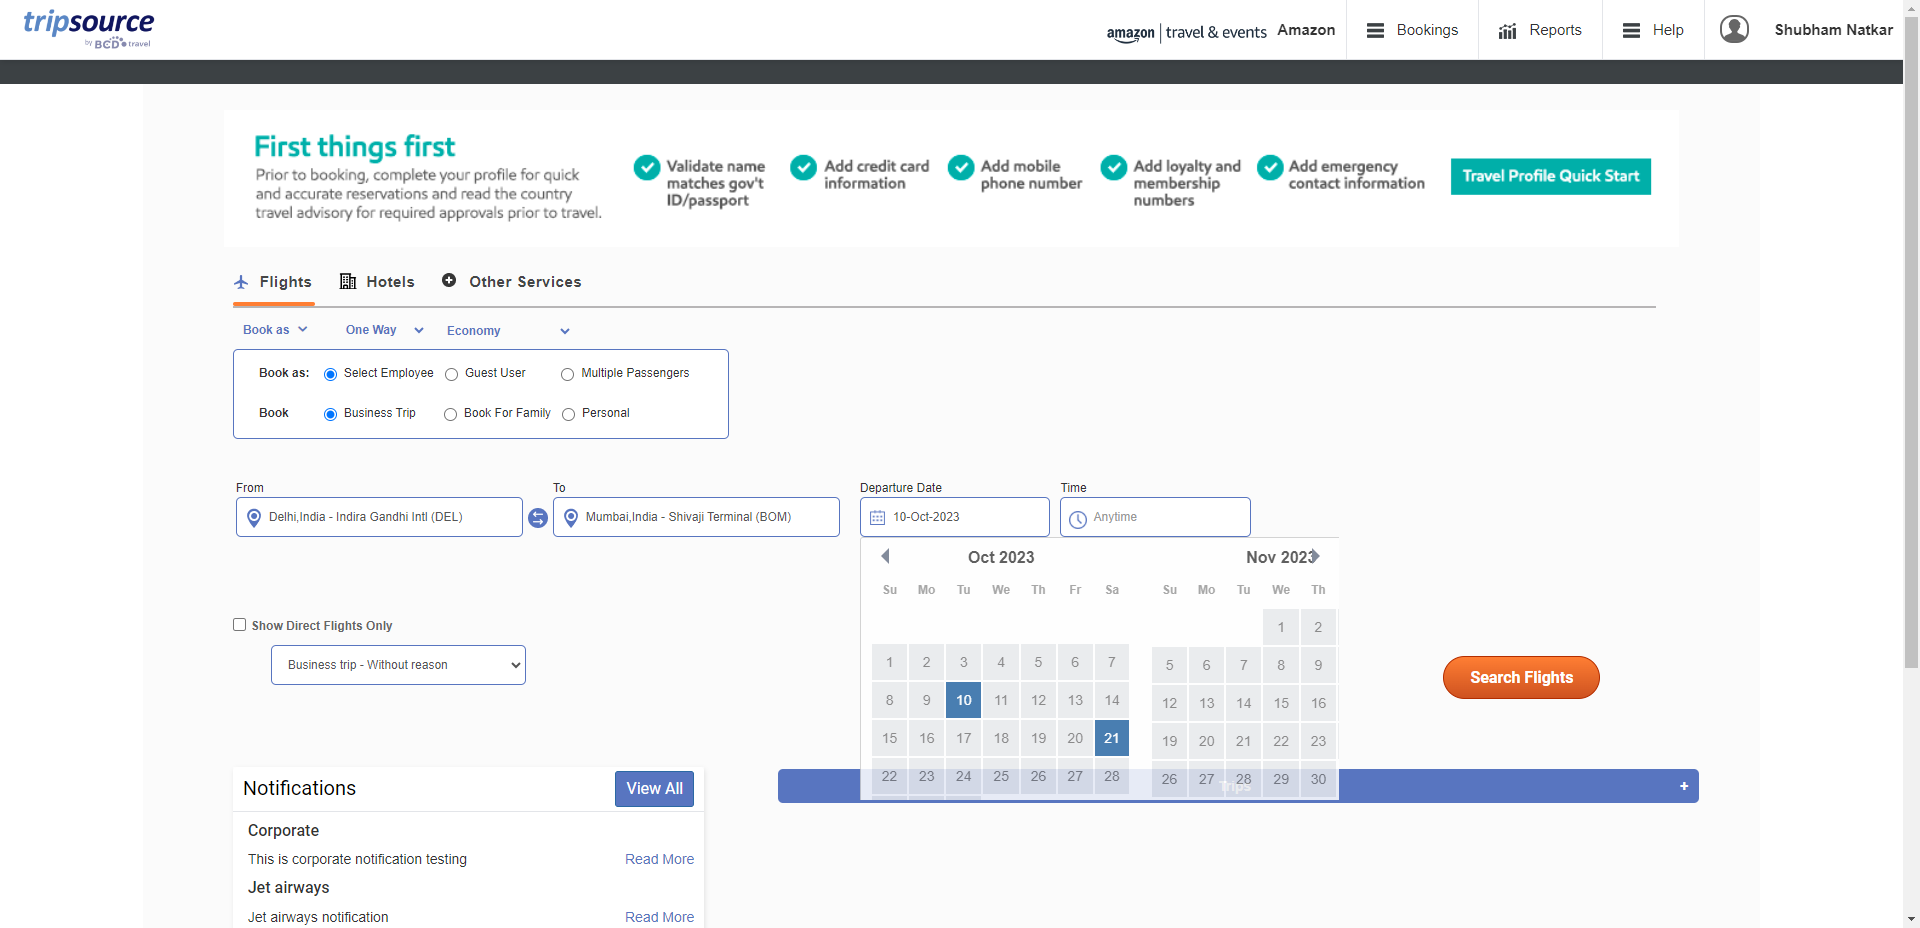 tripsource
by BCD travel
amazon | travel & events Amazon
Bookings
Reports
Help
Shubham Natkar
First things first
Prior to booking, complete your profile for quick
and accurate reservations and read the country
travel advisory for required approvals prior to travel.
Validate name
matches gov't
ID/passport
Add credit card
information
Add mobile
phone number
Add loyalty and
membership
numbers
Add emergency
contact information
Travel Profile Quick Start
Flights Hotels Other Services
Book as One Way Economy
Book as: Select Employee Guest User Multiple Passengers
Book Business Trip Book For Family Personal
From To Departure Date Time
Delhi,India - Indira Gandhi Intl (DEL) Mumbai,India - Shivaji Terminal (BOM) 10-Oct-2023 Anytime
Oct 2023
Su Mo Tu We Th Fr Sa
1 2 3 4 5 6 7
8 9 10 11 12 13 14
15 16 17 18 19 20 21
22 23 24 25 26 27 28
Nov 2023
Su Mo Tu We Th
1 2
5 6 7 8 9
12 13 14 15 16
19 20 21 22 23
26 27 28 29 30
Show Direct Flights Only
Business trip - Without reason
Search Flights
Trips +
Notifications View All
Corporate
This is corporate notification testing Read More
Jet airways
Jet airways notification Read More